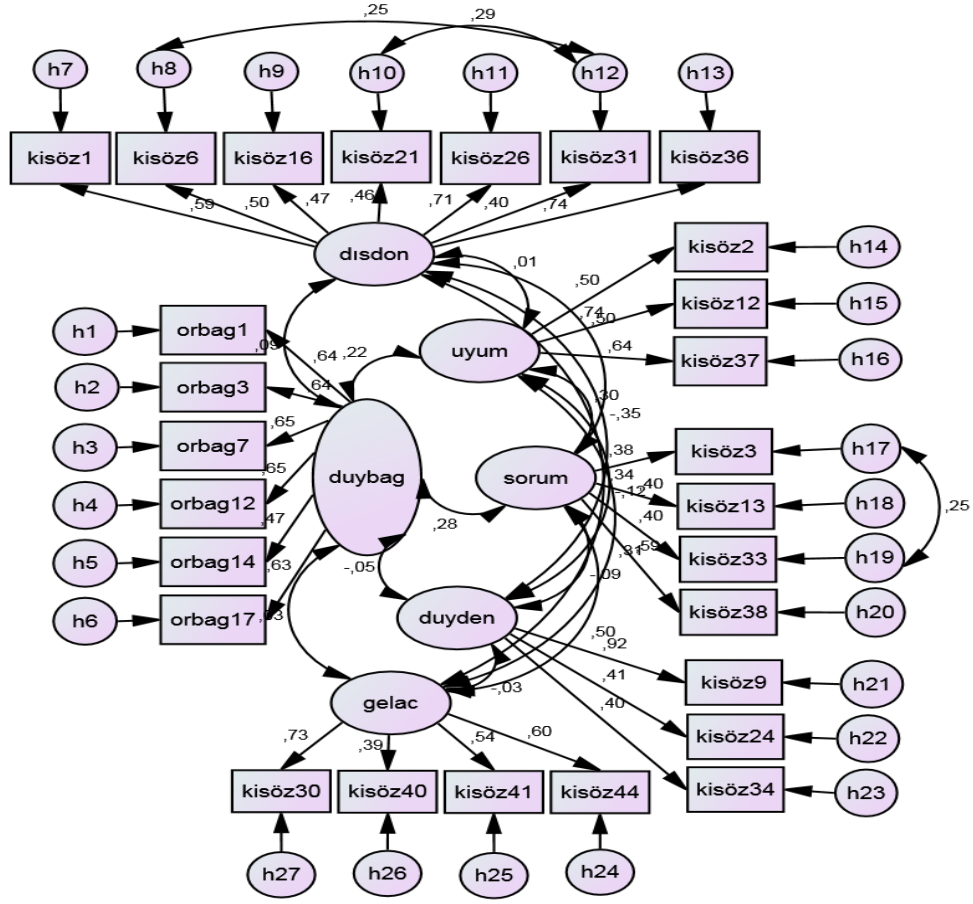 ,25 ,29
h7 h8 h9 h10 h11 h12 h13
kisöz1 kisöz6 kisöz16 kisöz21 kisöz26 kisöz31 kisöz36
,59 ,50 ,47 ,46 ,71 ,40 ,74
dısdon
,01
kisöz2 h14
,50
kisöz12 h15
,74 ,50
h1 orbag1
,09 ,64 ,22
uyum
,64 kisöz37 h16
h2 orbag3 ,64
,30
-,35
h3 orbag7 ,65
,38 kisöz3 h17
duybag
sorum
,65
,34
h4 orbag12
-,12 ,40 kisöz13 h18
,25
,47
,28
,40
h5 orbag14
,31 ,59 kisöz33 h19
,63
-,05
-,09
h6 orbag17
kisöz38 h20
duyden
,50
,92
kisöz9 h21
,41
-,03
gelac
,40
kisöz24 h22
,73 ,39 ,54 ,60
kisöz34 h23
kisöz30 kisöz40 kisöz41 kisöz44
h27 h26 h25 h24